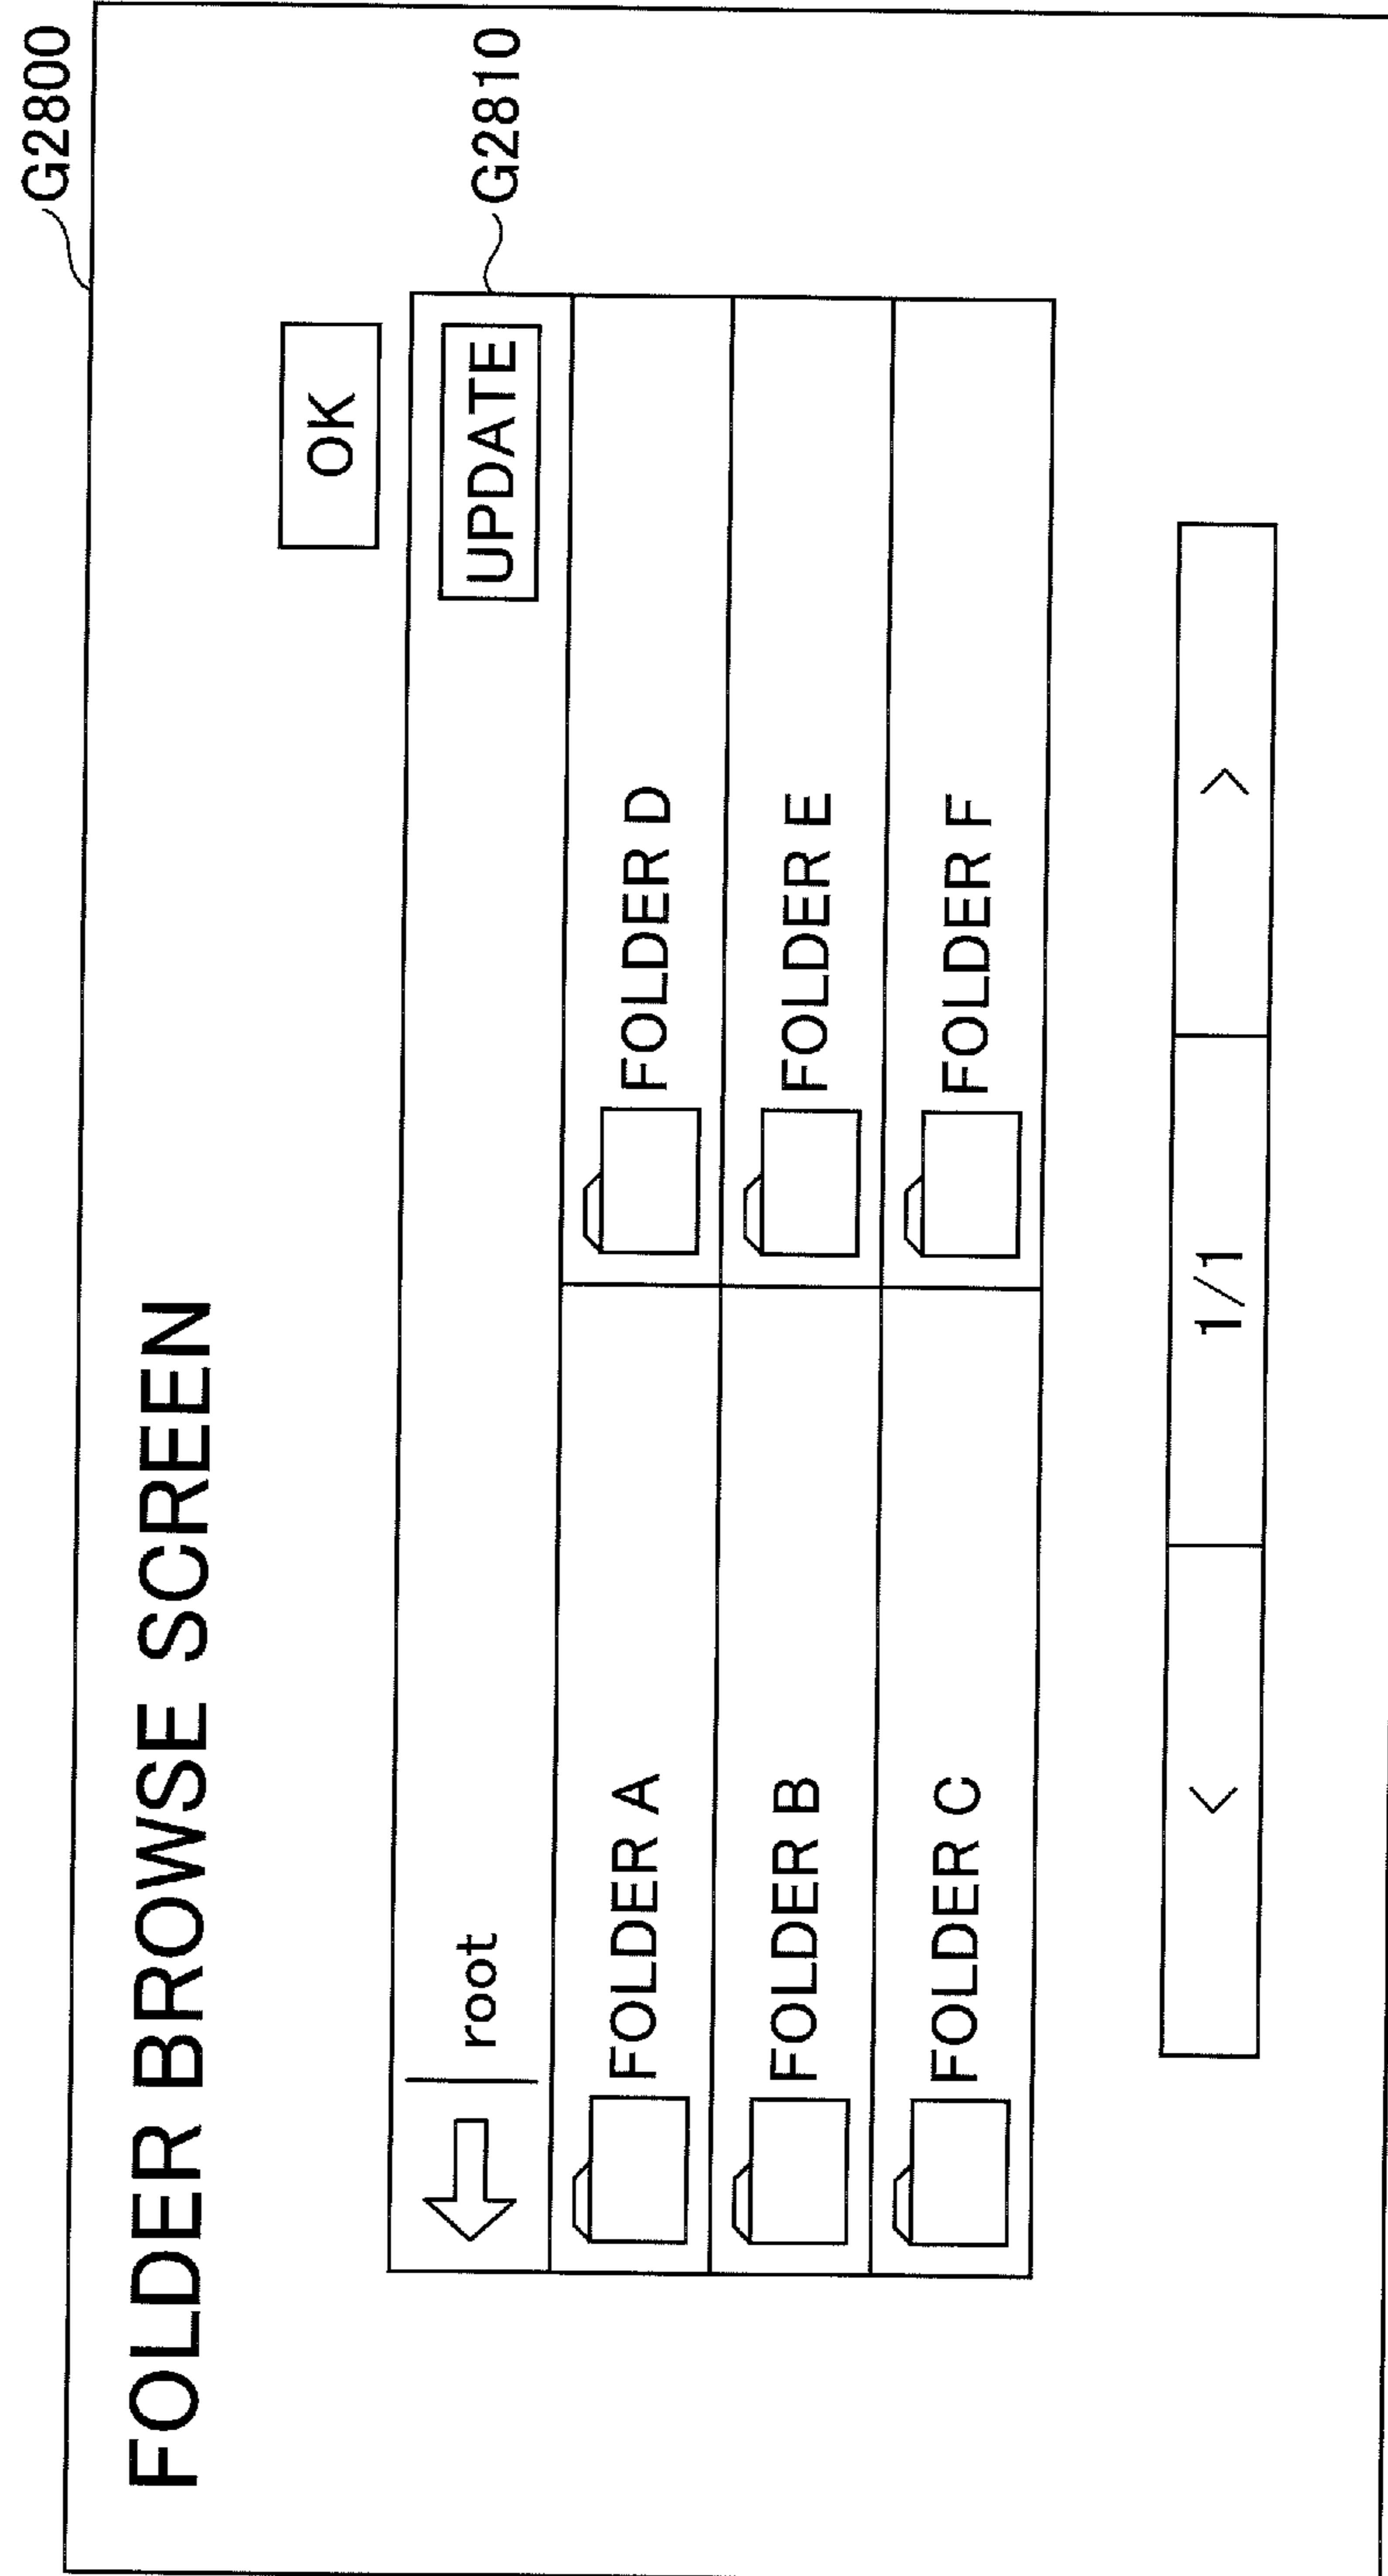 G2800
FOLDER BROWSE SCREEN
OK
G2810
root UPDATE
FOLDER A FOLDER D
FOLDER B FOLDER E
FOLDER C FOLDER F
< 1/1 >